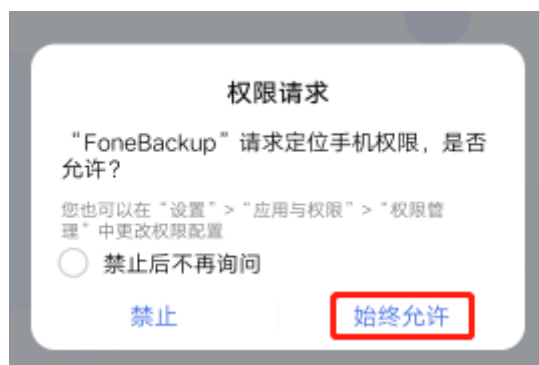 权限请求
“FoneBackup”请求定位手机权限，是否
允许？
您也可以在“设置”>“应用与权限”>“权限管
理”中更改权限配置
禁止后不再询问
禁止
始终允许